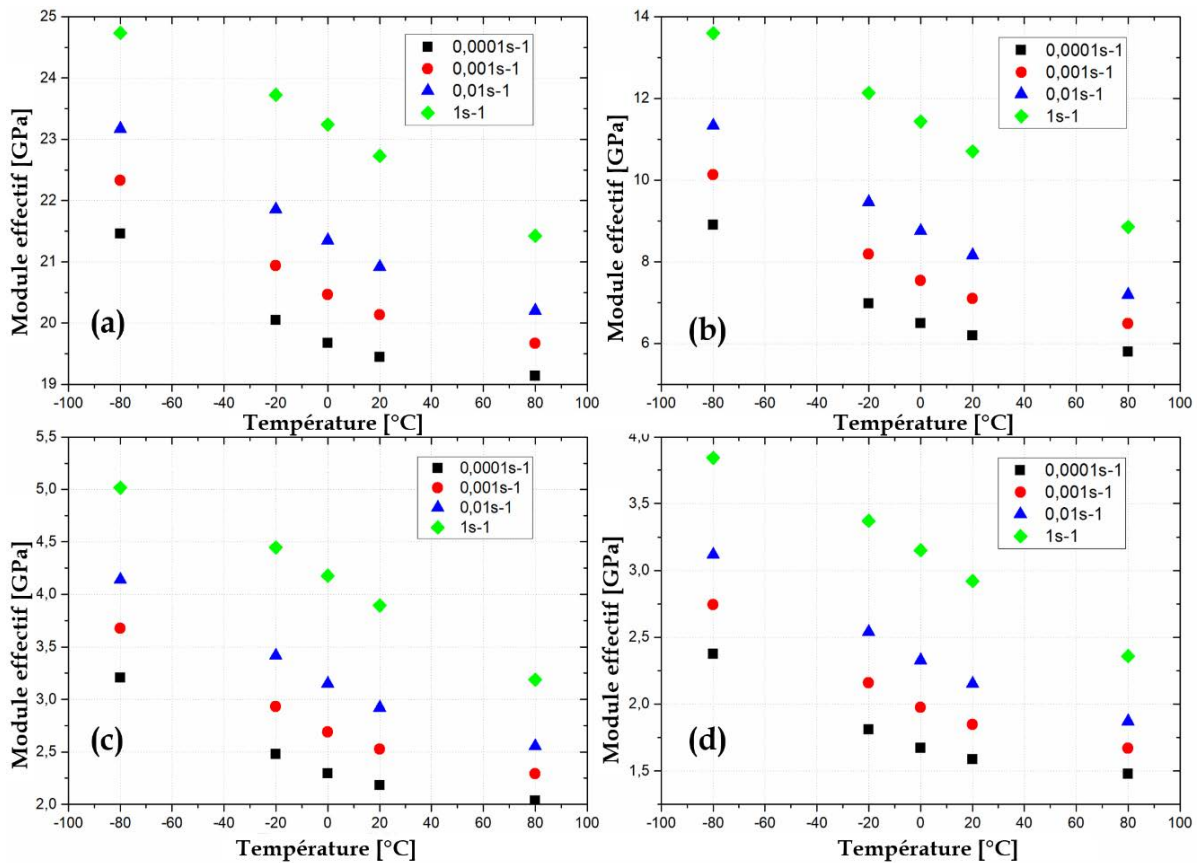 25
24
23
22
21
20
19
Module effectif [GPa]
0,0001s-1
0,001s-1
0,01s-1
1s-1
(a)
-100 -80 -60 -40 -20 0 20 40 60 80 100
Température [°C]
14
12
10
8
6
Module effectif [GPa]
0,0001s-1
0,001s-1
0,01s-1
1s-1
(b)
-100 -80 -60 -40 -20 0 20 40 60 80 100
Température [°C]
5,5
5,0
4,5
4,0
3,5
3,0
2,5
2,0
Module effectif [GPa]
0,0001s-1
0,001s-1
0,01s-1
1s-1
(c)
-100 -80 -60 -40 -20 0 20 40 60 80 100
Température [°C]
4,0
3,5
3,0
2,5
2,0
1,5
Module effectif [GPa]
0,0001s-1
0,001s-1
0,01s-1
1s-1
(d)
-100 -80 -60 -40 -20 0 20 40 60 80 100
Température [°C]